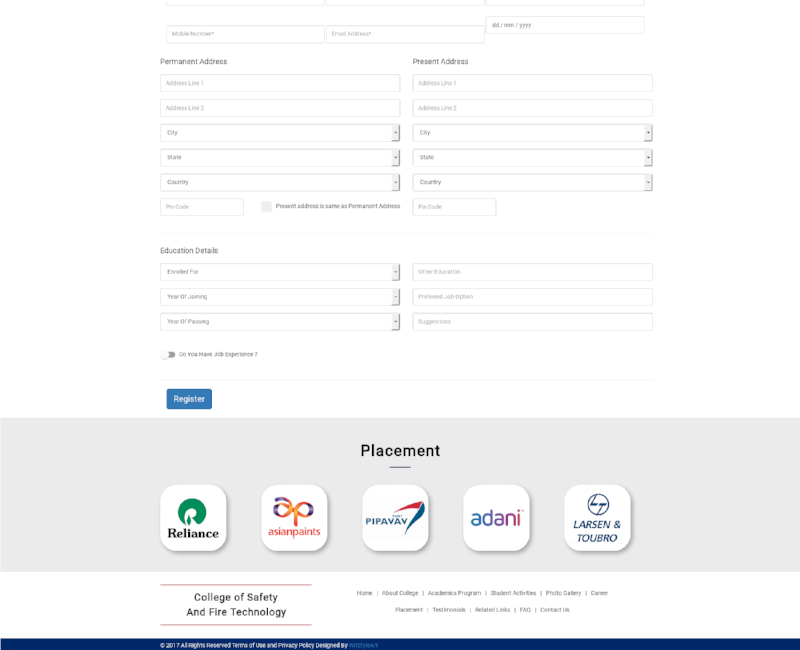 Mobile Number*
Email Address*
dd / mm / yyyy
Permanent Address
Present Address
Address Line 1
Address Line 1
Address Line 2
Address Line 2
City
City
State
State
Country
Country
Pin Code
Present address is same as Permanent Address
Pin Code
Education Details
Enrolled For
Other Education
Year Of Joining
Preferred Job Option
Year Of Passing
Suggestions
Do You Have Job Experience ?
Register
Placement
Reliance
asianpaints
PORT
PIPAVAV
adani
LARSEN &
TOUBRO
College of Safety
And Fire Technology
Home | About College | Academics Program | Student Activities | Photo Gallery | Career
Placement | Testimonials | Related Links | FAQ | Contact Us
© 2017 All Rights Reserved Terms of Use and Privacy Policy Designed By